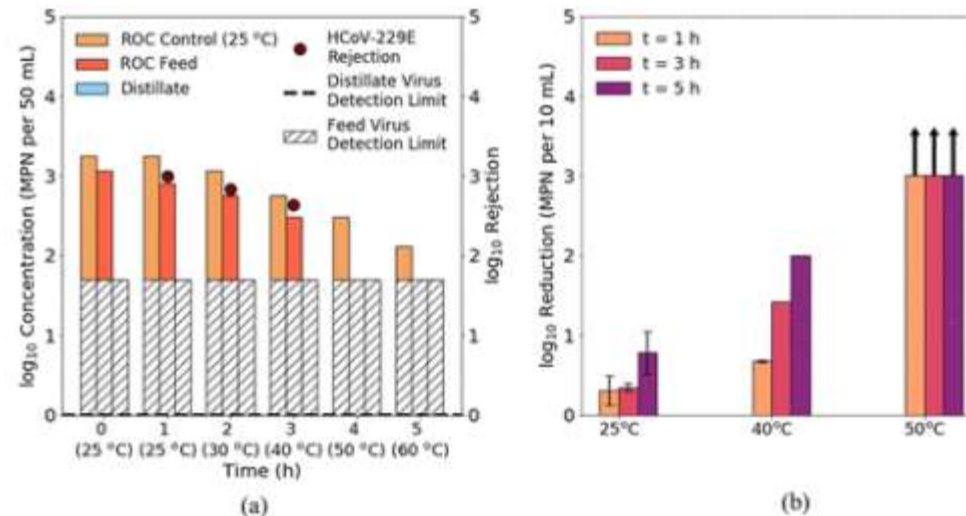 ROC Control (25 °C)
ROC Feed
Distillate
HCoV-229E
Rejection
Distillate Virus
Detection Limit
Feed Virus
Detection Limit
log10 Concentration (MPN per 50 mL)
5
4
3
2
1
0
log10 Rejection
5
4
3
2
1
0
0 1 2 3 4 5
(25 °C) (25 °C) (30 °C) (40 °C) (50 °C) (60 °C)
Time (h)
(a)
t = 1 h
t = 3 h
t = 5 h
log10 Reduction (MPN per 10 mL)
5
4
3
2
1
0
25°C 40°C 50°C
(b)